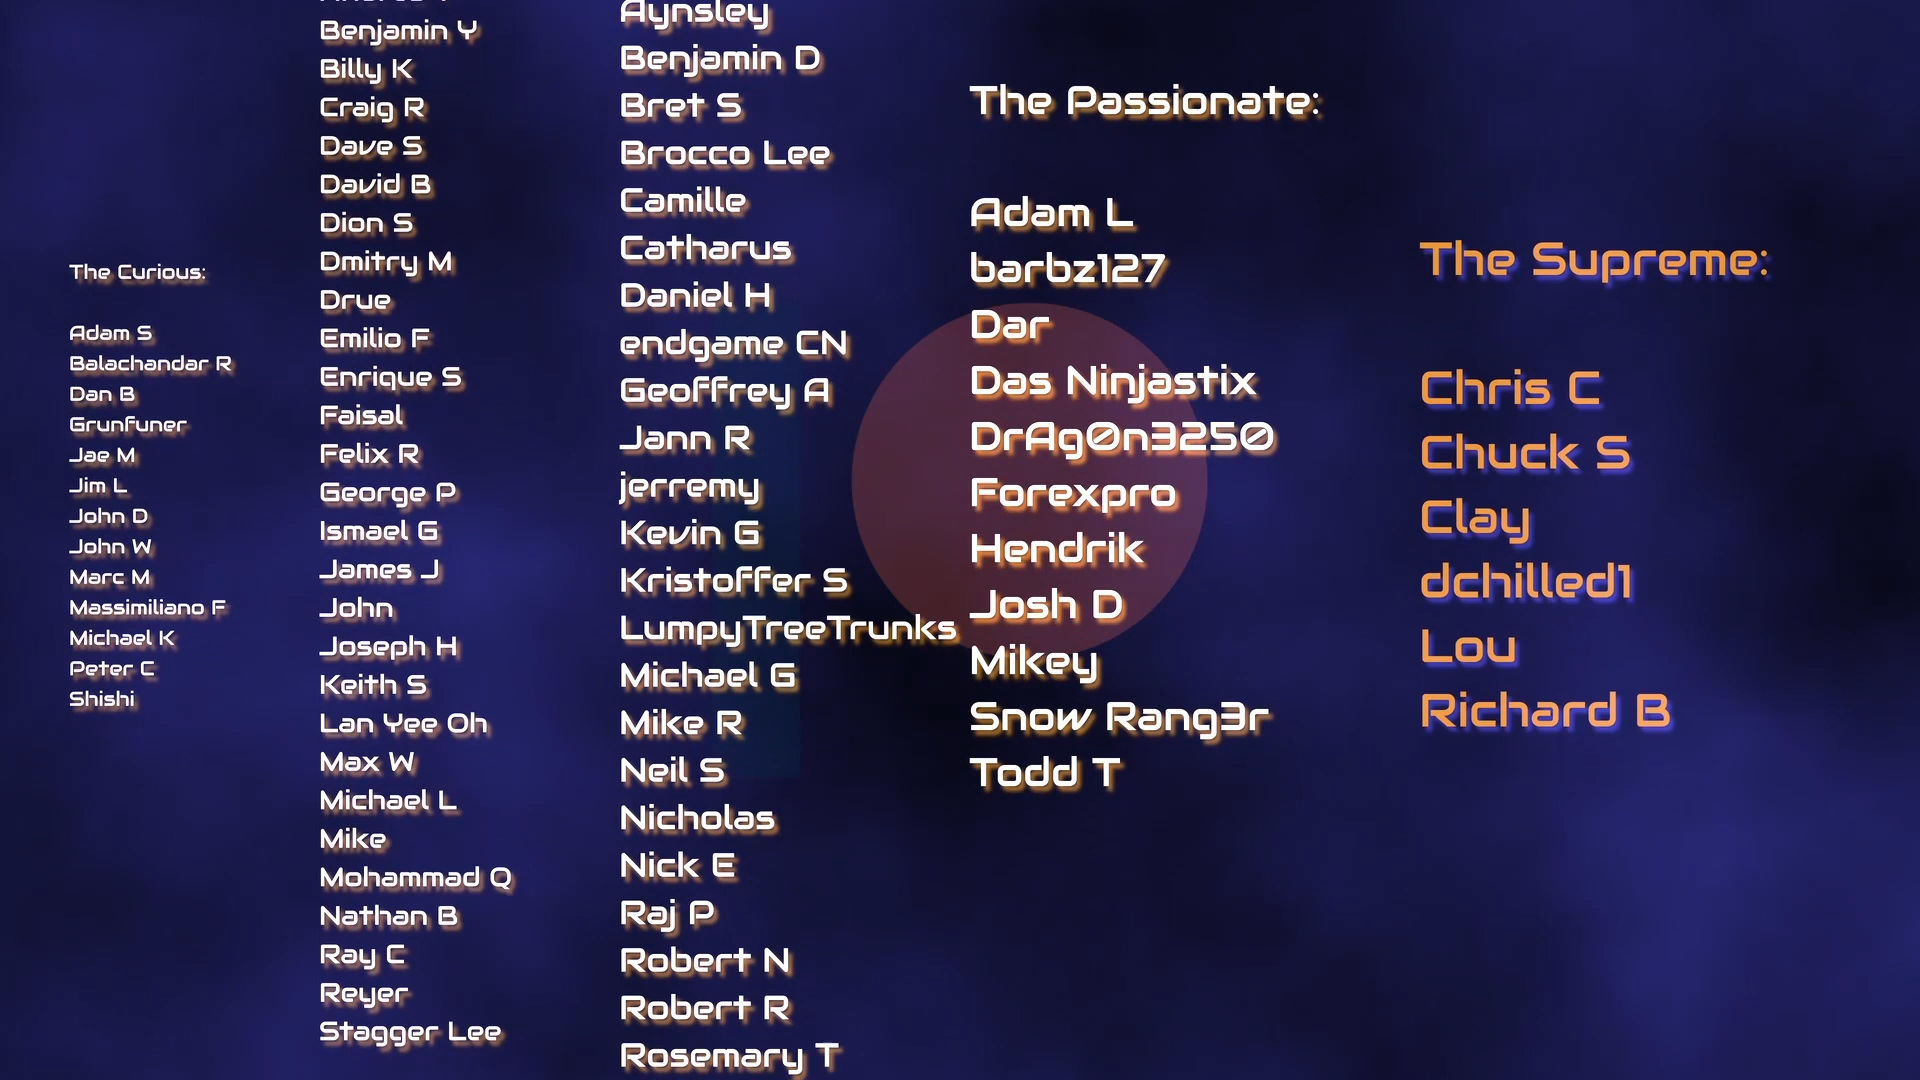 The Curious:
Adam S
Balachandar R
Dan B
Grunfuner
Jae M
Jim L
John D
John W
Marc M
Massimiliano F
Michael K
Peter C
Shishi
Benjamin Y
Billy K
Craig R
Dave S
David B
Dion S
Dmitry M
Drue
Emilio F
Enrique S
Faisal
Felix R
George P
Ismael G
James J
John
Joseph H
Keith S
Lan Yee Oh
Max W
Michael L
Mike
Mohammad Q
Nathan B
Ray C
Reyer
Stagger Lee
Aynsley
Benjamin D
Bret S
Brocco Lee
Camille
Catharus
Daniel H
endgame CN
Geoffrey A
Jann R
jerremy
Kevin G
Kristoffer S
LumpyTreeTrunks
Michael G
Mike R
Neil S
Nicholas
Nick E
Raj P
Robert N
Robert R
Rosemary T
The Passionate:
Adam L
barbz127
Dar
Das Ninjastix
DrAg0n3250
Forexpro
Hendrik
Josh D
Mikey
Snow Rang3r
Todd T
The Supreme:
Chris C
Chuck S
Clay
dchilled1
Lou
Richard B